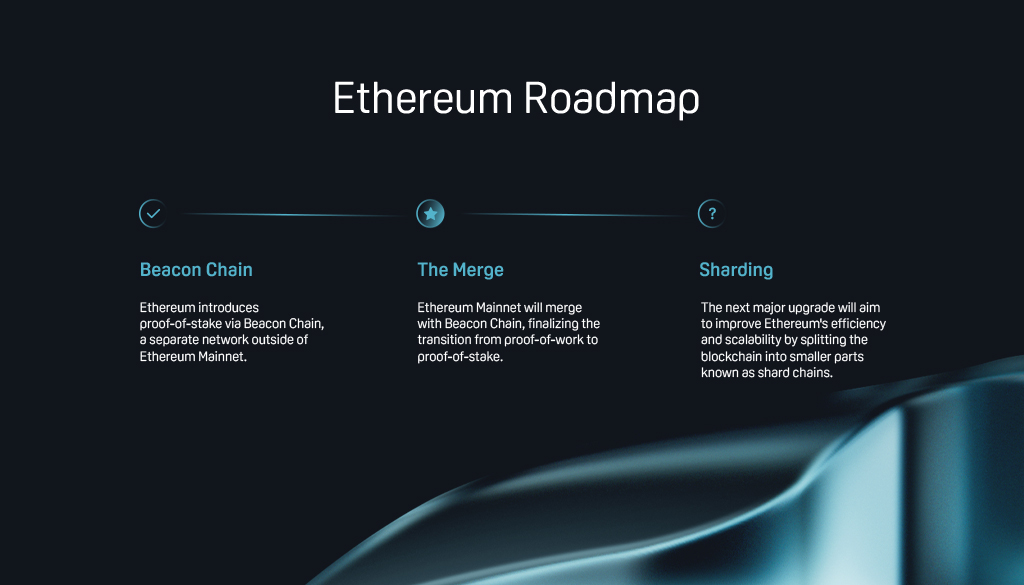 Ethereum Roadmap
?
Beacon Chain
Ethereum introduces
proof-of-stake via Beacon Chain,
a separate network outside of
Ethereum Mainnet.
The Merge
Ethereum Mainnet will merge
with Beacon Chain, finalizing the
transition from proof-of-work to
proof-of-stake.
Sharding
The next major upgrade will aim
to improve Ethereum's efficiency
and scalability by splitting the
blockchain into smaller parts
known as shard chains.